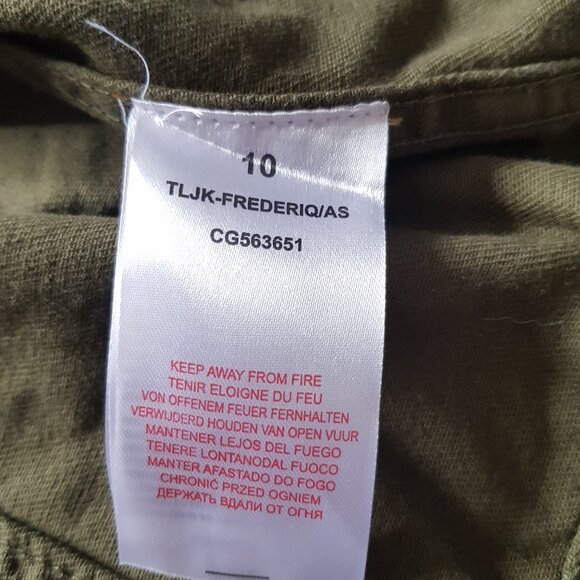 10
TLJK-FREDERIQ/AS
CG563651
KEEP AWAY FROM FIRE
TENIR ELOIGNE DU FEU
VON OFFENEM FEUER FERNHALTEN
VERWIJDERD HOUDEN VAN OPEN VUUR
MANTENER LEJOS DEL FUEGO
TENERE LONTANODAL FUOCO
MANTER AFASTADO DO FOGO
CHRONIĆ PRZED OGNIEM
ДЕРЖАТЬ ВДАЛИ ОТ ОГНЯ